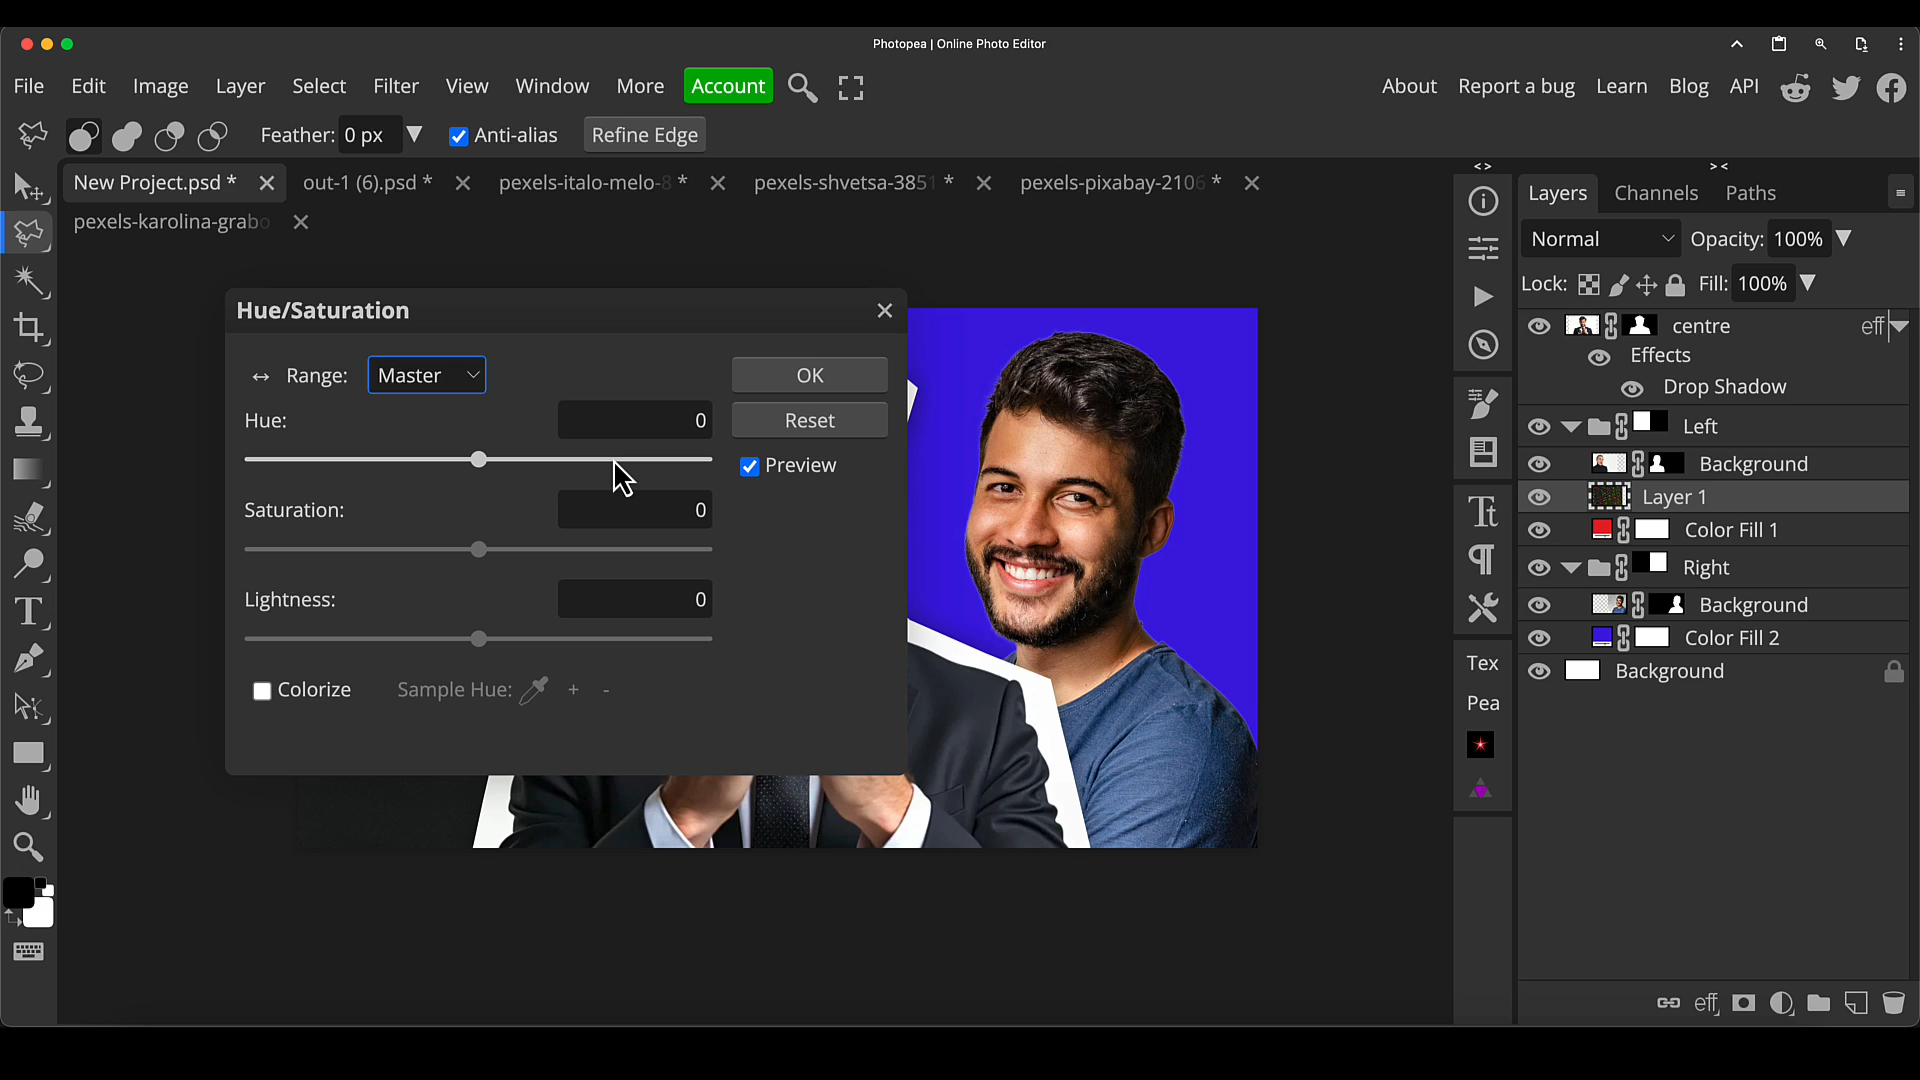 Photopea | Online Photo Editor
File Edit Image Layer Select Filter View Window More Account About Report a bug Learn Blog API
Feather: 0 px Anti-alias Refine Edge
New Project.psd * out-1 (6).psd * pexels-italo-melo-8 * pexels-shvetsa-3851 * pexels-pixabay-2106 *
pexels-karolina-grabo
Hue/Saturation
Range: Master OK
Hue: 0 Reset
Preview
Saturation: 0
Lightness: 0
Colorize Sample Hue: + -
Tex
Pea
Layers Channels Paths
Normal Opacity: 100%
Lock: Fill: 100%
centre eff
Effects
Drop Shadow
Left
Background
Layer 1
Color Fill 1
Right
Background
Color Fill 2
Background
eff